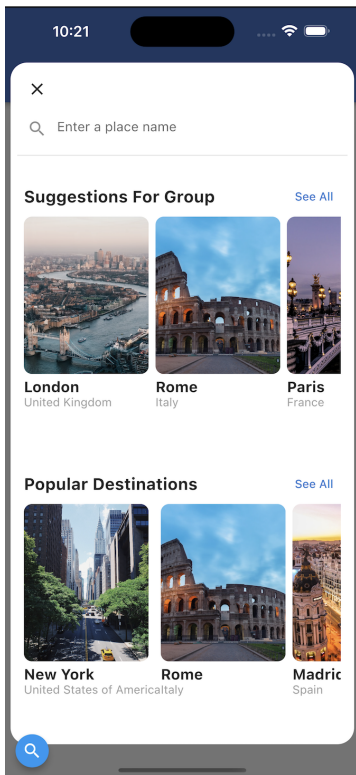 10:21
Enter a place name
Suggestions For Group See All
London Rome Paris
United Kingdom Italy France
Popular Destinations See All
New York Rome Madric
United States of AmericaItaly Spain